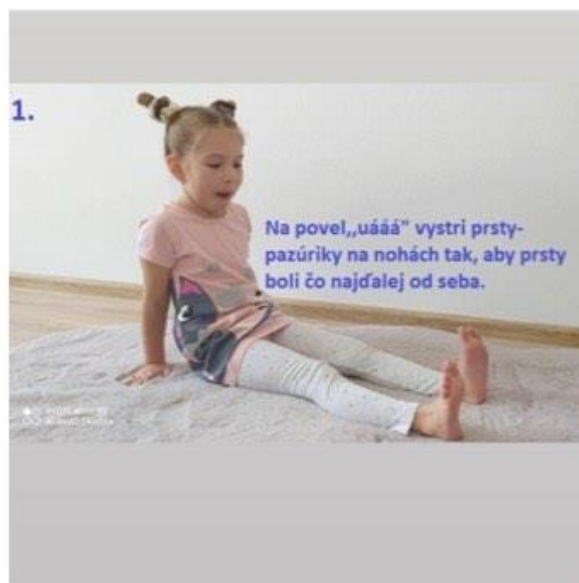 1.
Na povel,,uááá" vystri prsty-
pazúriky na nohách tak, aby prsty
boli čo najďalej od seba.